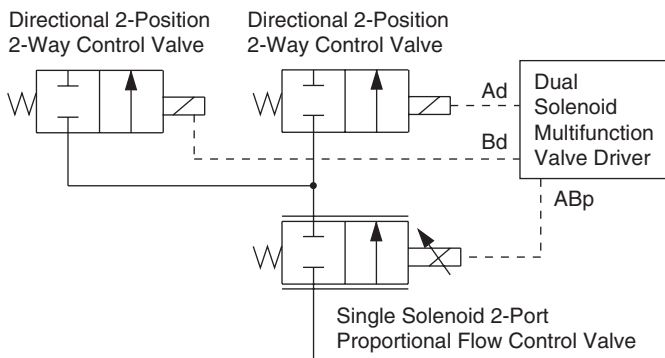 Directional 2-Position
2-Way Control Valve
Directional 2-Position
2-Way Control Valve
Ad
Bd
Dual
Solenoid
Multifunction
Valve Driver
ABp
Single Solenoid 2-Port
Proportional Flow Control Valve